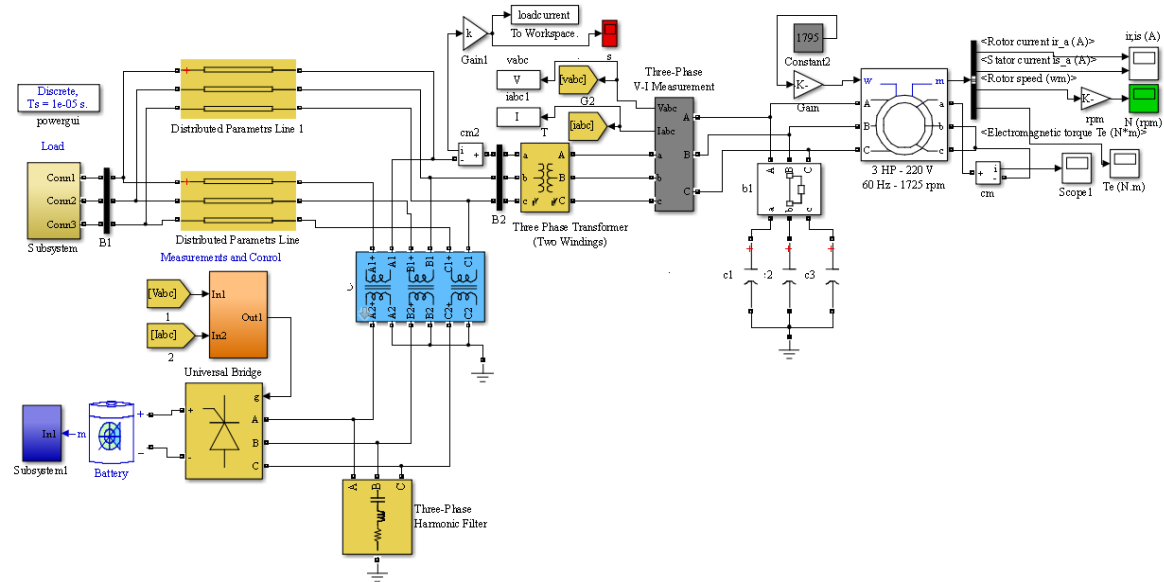 Discrete,
Ts = 1e-05 s.
powergui
Load
Conn1
Conn2
Conn3
Subsystem
B1
Distributed Parametrs Line 1
Distributed Parametrs Line
Measurements and Conrol
[Vabc]
1
[Iabc]
2
In1
In2
Out1
Universal Bridge
g
A
B
C
+
-
In1
Subsystem1
m
+
−
Battery
A
B
C
Three-Phase
Harmonic Filter
A1+
A1
B1+
B1
C1+
C1
A2+
A2
B2+
B2
C2+
C2
k
Gain1
loadcurrent
To Workspace.
s
vabc
V
iabc1
I
T
[vabc]
G2
[iabc]
cm2
i
-
+
B2
a
b
c
A
B
C
Three Phase Transformer
(Two Windings)
Three-Phase
V-I Measurement
Vabc
Iabc
a
b
c
A
B
C
1795
Constant2
K-
Gain
w
m
A
B
C
a
b
c
3 HP - 220 V
60 Hz - 1725 rpm
b1
A
B
C
a
b
c
c1
c2
c3
<Rotor current ir_a (A)>
<Stator current is_a (A)>
<Rotor speed (wm)>
<Electromagnetic torque Te (N*m)>
ir,is (A)
K-
rpm
N (rpm)
+
i
-
cm
Scope1
Te (N.m)